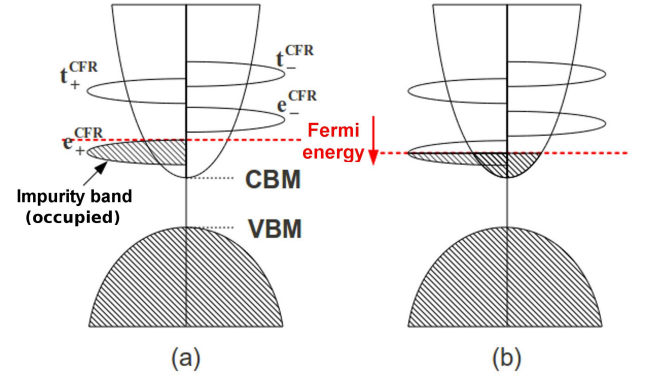 t₊^CFR
t₋^CFR
e₊^CFR
e₋^CFR
Fermi
energy
Impurity band
(occupied)
CBM
VBM
(a)
(b)